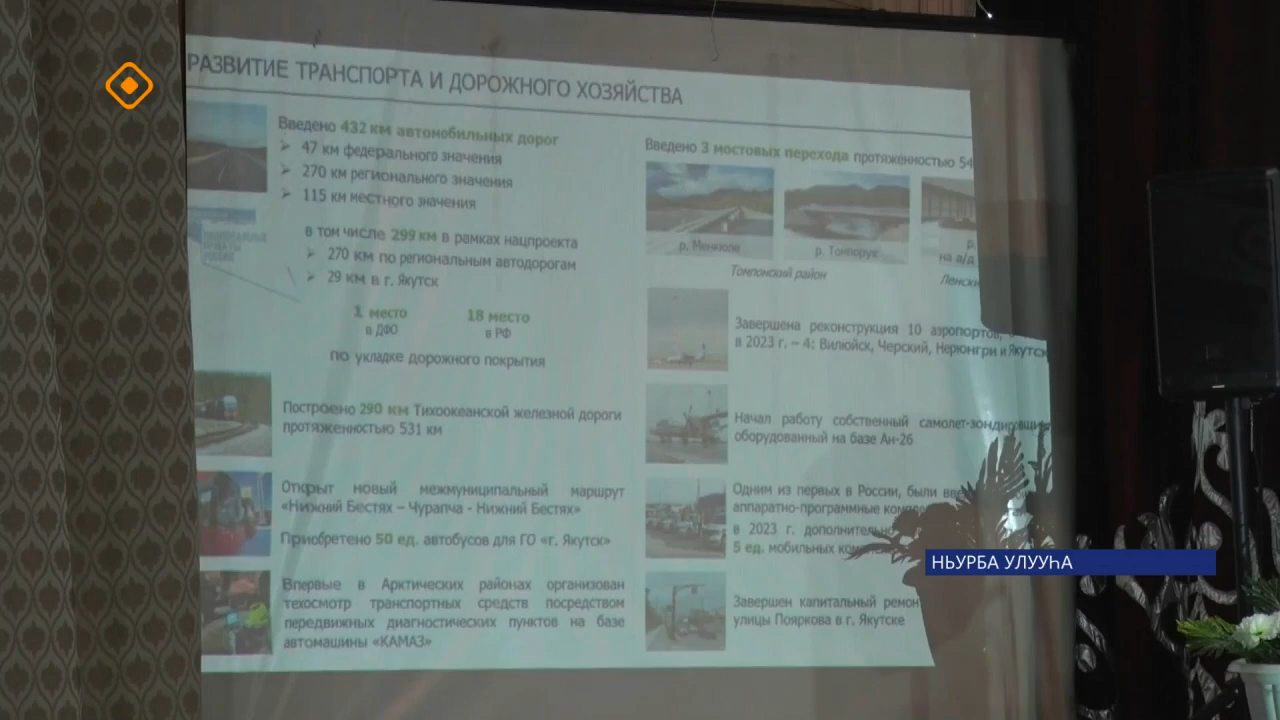 РАЗВИТИЕ ТРАНСПОРТА И ДОРОЖНОГО ХОЗЯЙСТВА
Введено 432 км автомобильных дорог
➢ 47 км федерального значения
➢ 270 км регионального значения
➢ 115 км местного значения
в том числе 299 км в рамках нацпроекта
➢ 270 км по региональным автодорогам
➢ 29 км в г. Якутск
1 место
в ДФО
18 место
в РФ
по укладке дорожного покрытия
Построено 290 км Тихоокеанской железной дороги
протяженностью 531 км
Открыт новый межмуниципальный маршрут
«Нижний Бестях – Чурапча - Нижний Бестях»
Приобретено 50 ед. автобусов для ГО «г. Якутск»
Впервые в Арктических районах организован
техосмотр транспортных средств посредством
передвижных диагностических пунктов на базе
автомашины «КАМАЗ»
Введено 3 мостовых перехода протяженностью 54
р. Менкюле
р. Томпорук
р.
на а/д
Томпонский район
Ленски
Завершена реконструкция 10 аэропортов,
в 2023 г. – 4: Вилюйск, Черский, Нерюнгри и Якутск
Начал работу собственный самолет-зондировщик
оборудованный на базе Ан-26
Одним из первых в России, были
аппаратно-программные
в 2023 г. дополнительно
5 ед. мобильных
Завершен капитальный ремонт
улицы Пояркова в г. Якутске
НЬУРБА УЛУУҺА